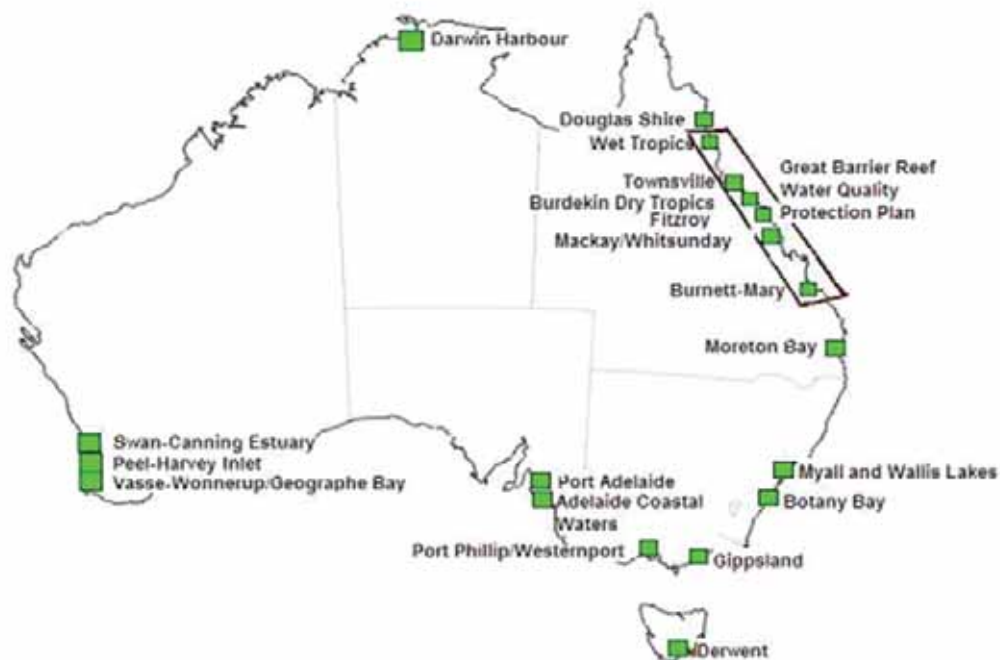 Darwin Harbour
Douglas Shire
Wet Tropics
Great Barrier Reef
Water Quality
Protection Plan
Townsville
Burdekin Dry Tropics
Fitzroy
Mackay/Whitsunday
Burnett-Mary
Moreton Bay
Swan-Canning Estuary
Peel-Harvey Inlet
Vasse-Wonnerup/Geographe Bay
Port Adelaide
Adelaide Coastal
Waters
Myall and Wallis Lakes
Botany Bay
Port Phillip/Westernport
Gippsland
Derwent